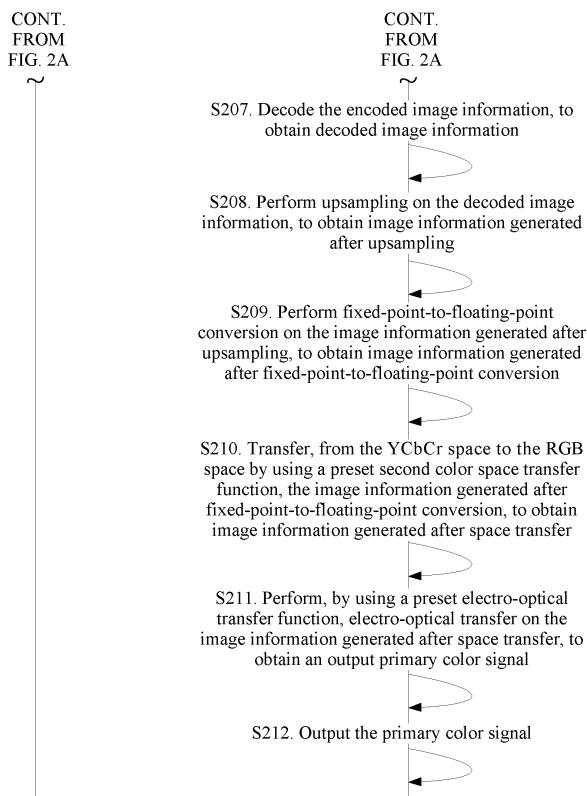 CONT.
FROM
FIG. 2A
CONT.
FROM
FIG. 2A
S207. Decode the encoded image information, to
obtain decoded image information
S208. Perform upsampling on the decoded image
information, to obtain image information generated
after upsampling
S209. Perform fixed-point-to-floating-point
conversion on the image information generated after
upsampling, to obtain image information generated
after fixed-point-to-floating-point conversion
S210. Transfer, from the YCbCr space to the RGB
space by using a preset second color space transfer
function, the image information generated after
fixed-point-to-floating-point conversion, to obtain
image information generated after space transfer
S211. Perform, by using a preset electro-optical
transfer function, electro-optical transfer on the
image information generated after space transfer, to
obtain an output primary color signal
S212. Output the primary color signal